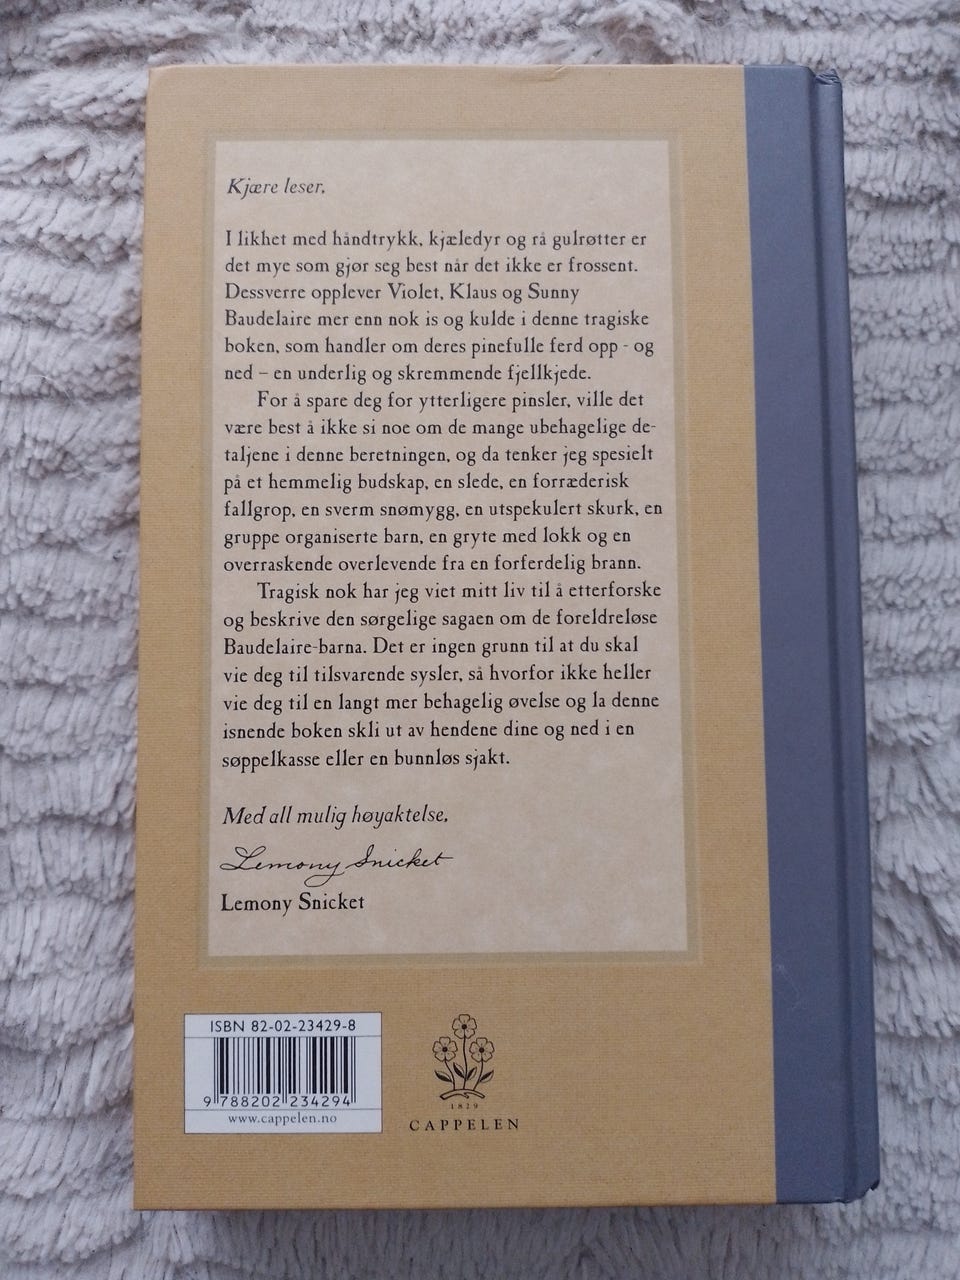 Kjære leser,
I likhet med håndtrykk, kjæledyr og rå gulrøtter er
det mye som gjør seg best når det ikke er frossent.
Dessverre opplever Violet, Klaus og Sunny
Baudelaire mer enn nok is og kulde i denne tragiske
boken, som handler om deres pinefulle ferd opp - og
ned – en underlig og skremmende fjellkjede.
For å spare deg for ytterligere pinsler, ville det
være best å ikke si noe om de mange ubehagelige de-
taljene i denne beretningen, og da tenker jeg spesielt
på et hemmelig budskap, en slede, en forræderisk
fallgrop, en sverm snømygg, en utspekulert skurk, en
gruppe organiserte barn, en gryte med lokk og en
overraskende overlevende fra en forferdelig brann.
Tragisk nok har jeg viet mitt liv til å etterforske
og beskrive den sørgelige sagaen om de foreldreløse
Baudelaire-barna. Det er ingen grunn til at du skal
vie deg til tilsvarende sysler, så hvorfor ikke heller
vie deg til en langt mer behagelig øvelse og la denne
isnende boken skli ut av hendene dine og ned i en
søppelkasse eller en bunnløs sjakt.
Med all mulig høyaktelse,
Lemony Snicket
Lemony Snicket
ISBN 82-02-23429-8
9 788202 234294
www.cappelen.no
1829
CAPPELEN